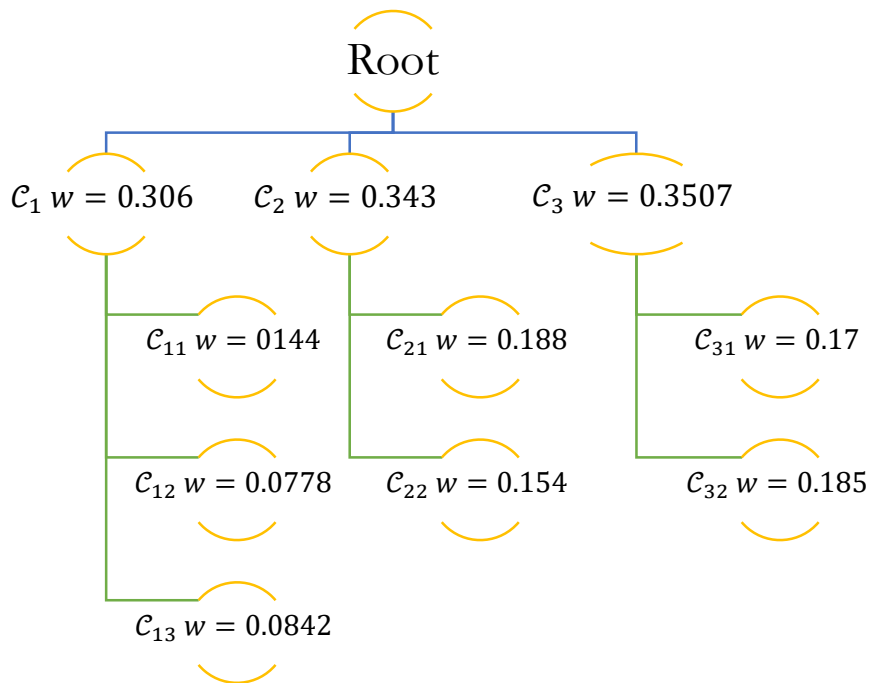 Root
𝒞₁ w = 0.306
𝒞₂ w = 0.343
𝒞₃ w = 0.3507
𝒞₁₁ w = 0144
𝒞₂₁ w = 0.188
𝒞₃₁ w = 0.17
𝒞₁₂ w = 0.0778
𝒞₂₂ w = 0.154
𝒞₃₂ w = 0.185
𝒞₁₃ w = 0.0842